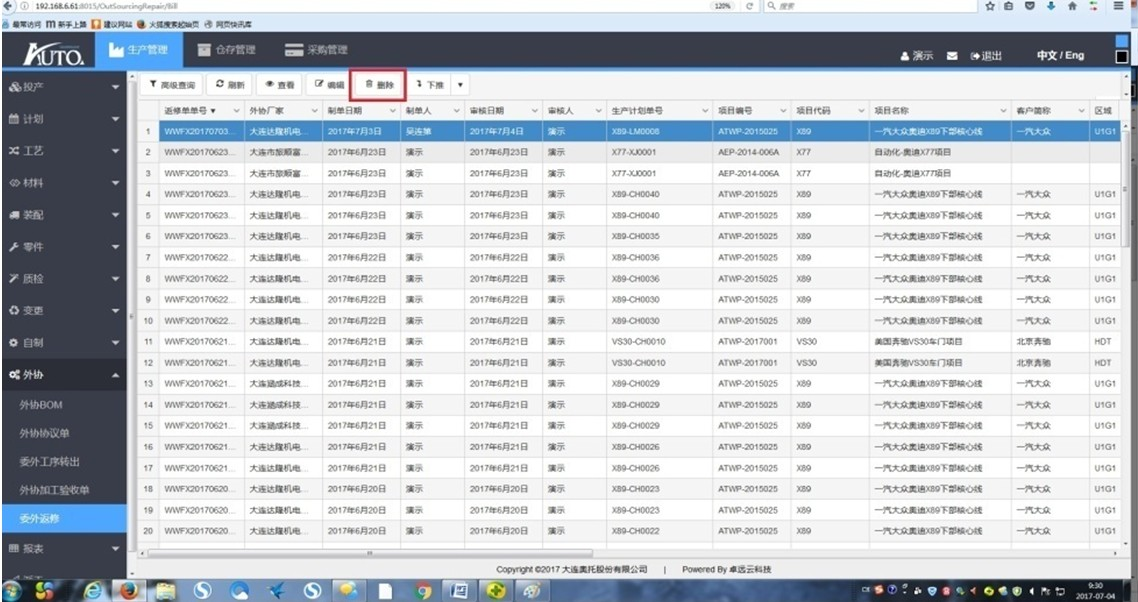 192.168.6.61:8015/OutSourcingRepair/Bill 120% 搜索
最常访问 新手上路 建议网站 火狐搜索起始页 网页快讯库
AUTO. 生产管理 仓存管理 采购管理 演示 退出 中文 / Eng
投产
计划
工艺
材料
装配
零件
质检
变更
自制
外协
外协BOM
外协协议单
委外工序转出
外协加工验收单
委外返修
报表
高级查询 刷新 查看 编辑 删除 下推
返修单单号 外协厂家 制单日期 制单人 审核日期 审核人 生产计划单号 项目编号 项目代码 项目名称 客户简称 区域
1 WWFX20170703... 大连达隆机电... 2017年7月3日 吴连第 2017年7月4日 演示 X89-LM0008 ATWP-2015025 X89 一汽大众奥迪X89下部核心线 一汽大众 U1G1
2 WWFX20170623... 大连市旅顺富... 2017年6月23日 演示 2017年6月23日 演示 X77-XJ0001 AEP-2014-006A X77 自动化-奥迪X77项目
3 WWFX20170623... 大连市旅顺富... 2017年6月23日 演示 2017年6月23日 演示 X77-XJ0001 AEP-2014-006A X77 自动化-奥迪X77项目
4 WWFX20170623... 大连达隆机电... 2017年6月23日 演示 2017年6月23日 演示 X89-CH0040 ATWP-2015025 X89 一汽大众奥迪X89下部核心线 一汽大众 U1G1
5 WWFX20170623... 大连达隆机电... 2017年6月23日 演示 2017年6月23日 演示 X89-CH0040 ATWP-2015025 X89 一汽大众奥迪X89下部核心线 一汽大众 U1G1
6 WWFX20170623... 大连达隆机电... 2017年6月23日 演示 2017年6月23日 演示 X89-CH0035 ATWP-2015025 X89 一汽大众奥迪X89下部核心线 一汽大众 U1G1
7 WWFX20170622... 大连达隆机电... 2017年6月22日 演示 2017年6月22日 演示 X89-CH0036 ATWP-2015025 X89 一汽大众奥迪X89下部核心线 一汽大众 U1G1
8 WWFX20170622... 大连达隆机电... 2017年6月22日 演示 2017年6月22日 演示 X89-CH0036 ATWP-2015025 X89 一汽大众奥迪X89下部核心线 一汽大众 U1G1
9 WWFX20170622... 大连达隆机电... 2017年6月22日 演示 2017年6月22日 演示 X89-CH0030 ATWP-2015025 X89 一汽大众奥迪X89下部核心线 一汽大众 U1G1
10 WWFX20170622... 大连达隆机电... 2017年6月22日 演示 2017年6月22日 演示 X89-CH0030 ATWP-2015025 X89 一汽大众奥迪X89下部核心线 一汽大众 U1G1
11 WWFX20170621... 大连达隆机电... 2017年6月21日 演示 2017年6月21日 演示 VS30-CH0010 ATWP-2017001 VS30 美国奔驰VS30车门项目 北京奔驰 HDT
12 WWFX20170621... 大连达隆机电... 2017年6月21日 演示 2017年6月21日 演示 VS30-CH0010 ATWP-2017001 VS30 美国奔驰VS30车门项目 北京奔驰 HDT
13 WWFX20170621... 大连涵成科技... 2017年6月21日 演示 2017年6月21日 演示 X89-CH0029 ATWP-2015025 X89 一汽大众奥迪X89下部核心线 一汽大众 U1G1
14 WWFX20170621... 大连涵成科技... 2017年6月21日 演示 2017年6月21日 演示 X89-CH0029 ATWP-2015025 X89 一汽大众奥迪X89下部核心线 一汽大众 U1G1
15 WWFX20170621... 大连涵成科技... 2017年6月21日 演示 2017年6月21日 演示 X89-CH0029 ATWP-2015025 X89 一汽大众奥迪X89下部核心线 一汽大众 U1G1
16 WWFX20170621... 大连达隆机电... 2017年6月21日 演示 2017年6月21日 演示 X89-CH0026 ATWP-2015025 X89 一汽大众奥迪X89下部核心线 一汽大众 U1G1
17 WWFX20170621... 大连达隆机电... 2017年6月21日 演示 2017年6月21日 演示 X89-CH0026 ATWP-2015025 X89 一汽大众奥迪X89下部核心线 一汽大众 U1G1
18 WWFX20170620... 大连达隆机电... 2017年6月20日 演示 2017年6月20日 演示 X89-CH0023 ATWP-2015025 X89 一汽大众奥迪X89下部核心线 一汽大众 U1G1
19 WWFX20170620... 大连达隆机电... 2017年6月20日 演示 2017年6月20日 演示 X89-CH0023 ATWP-2015025 X89 一汽大众奥迪X89下部核心线 一汽大众 U1G1
20 WWFX20170620... 大连达隆机电... 2017年6月20日 演示 2017年6月20日 演示 X89-CH0022 ATWP-2015025 X89 一汽大众奥迪X89下部核心线 一汽大众 U1G1
Copyright ©2017 大连奥托股份有限公司 | Powered By 卓远云科技
9:30
2017-07-04